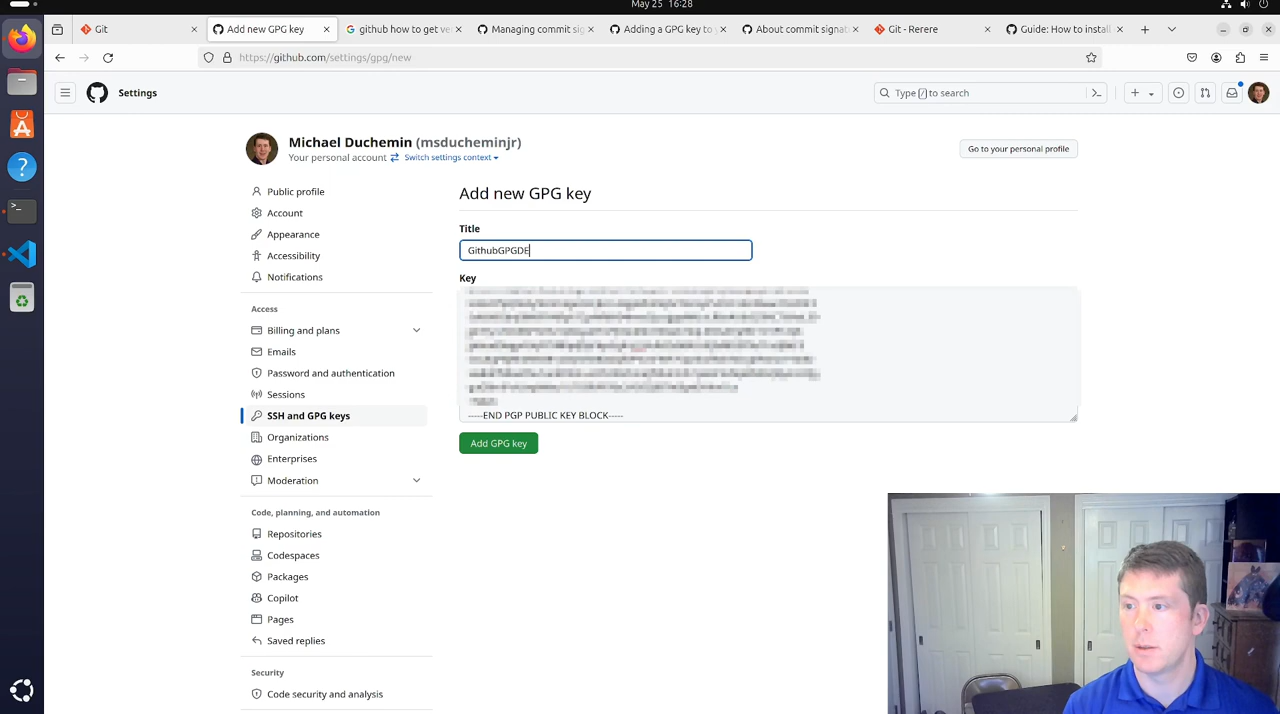 May 25 16:28
Git
Add new GPG key
github how to get ve
Managing commit sig
Adding a GPG key to
About commit signat
Git - Rerere
Guide: How to install
https://github.com/settings/gpg/new
Settings
Type / to search
Michael Duchemin (msducheminjr)
Your personal account
Switch settings context
Go to your personal profile
Public profile
Account
Appearance
Accessibility
Notifications
Access
Billing and plans
Emails
Password and authentication
Sessions
SSH and GPG keys
Organizations
Enterprises
Moderation
Code, planning, and automation
Repositories
Codespaces
Packages
Copilot
Pages
Saved replies
Security
Code security and analysis
Add new GPG key
Title
GithubGPGDE
Key
-----END PGP PUBLIC KEY BLOCK-----
Add GPG key